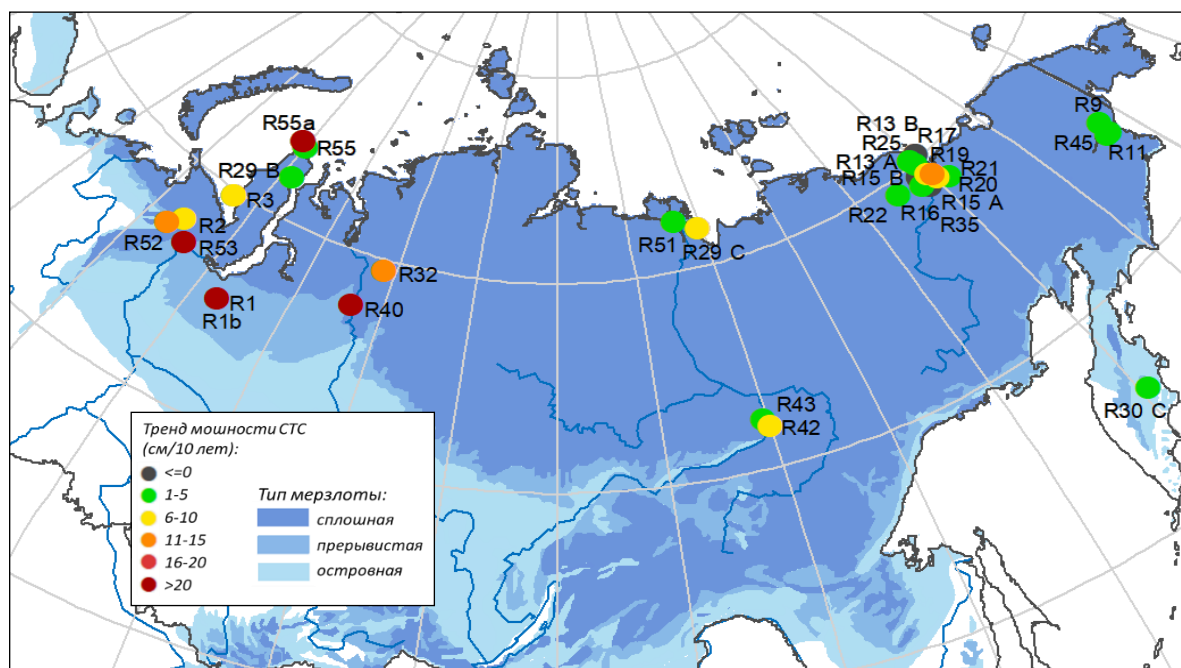 R9
R13 B
R55a
R17
R25
R55
R45
R11
R19
R13 A
R21
R29 B
R3
R15 B
R20
R15 A
R22
R16
R2
R35
R52
R53
R51
R29 C
R32
R1
R40
R1b
R43
R30 C
R42
Тренд мошности СТС
(см/10 лет):
<=0
1-5
6-10
11-15
16-20
>20
Тип мерзлоты:
сплошная
прерывистая
островная